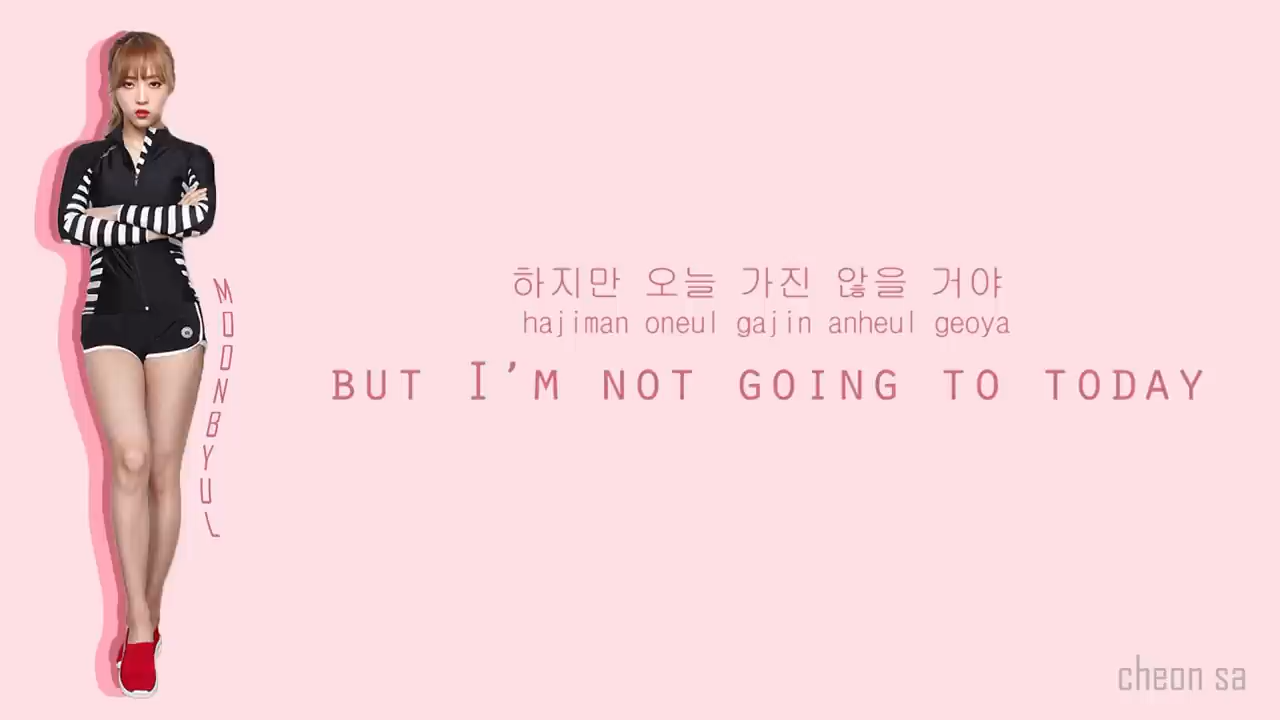 MOONBYUL
하지만 오늘 가진 않을 거야
hajiman oneul gajin anheul geoya
BUT I'M NOT GOING TO TODAY
cheon sa